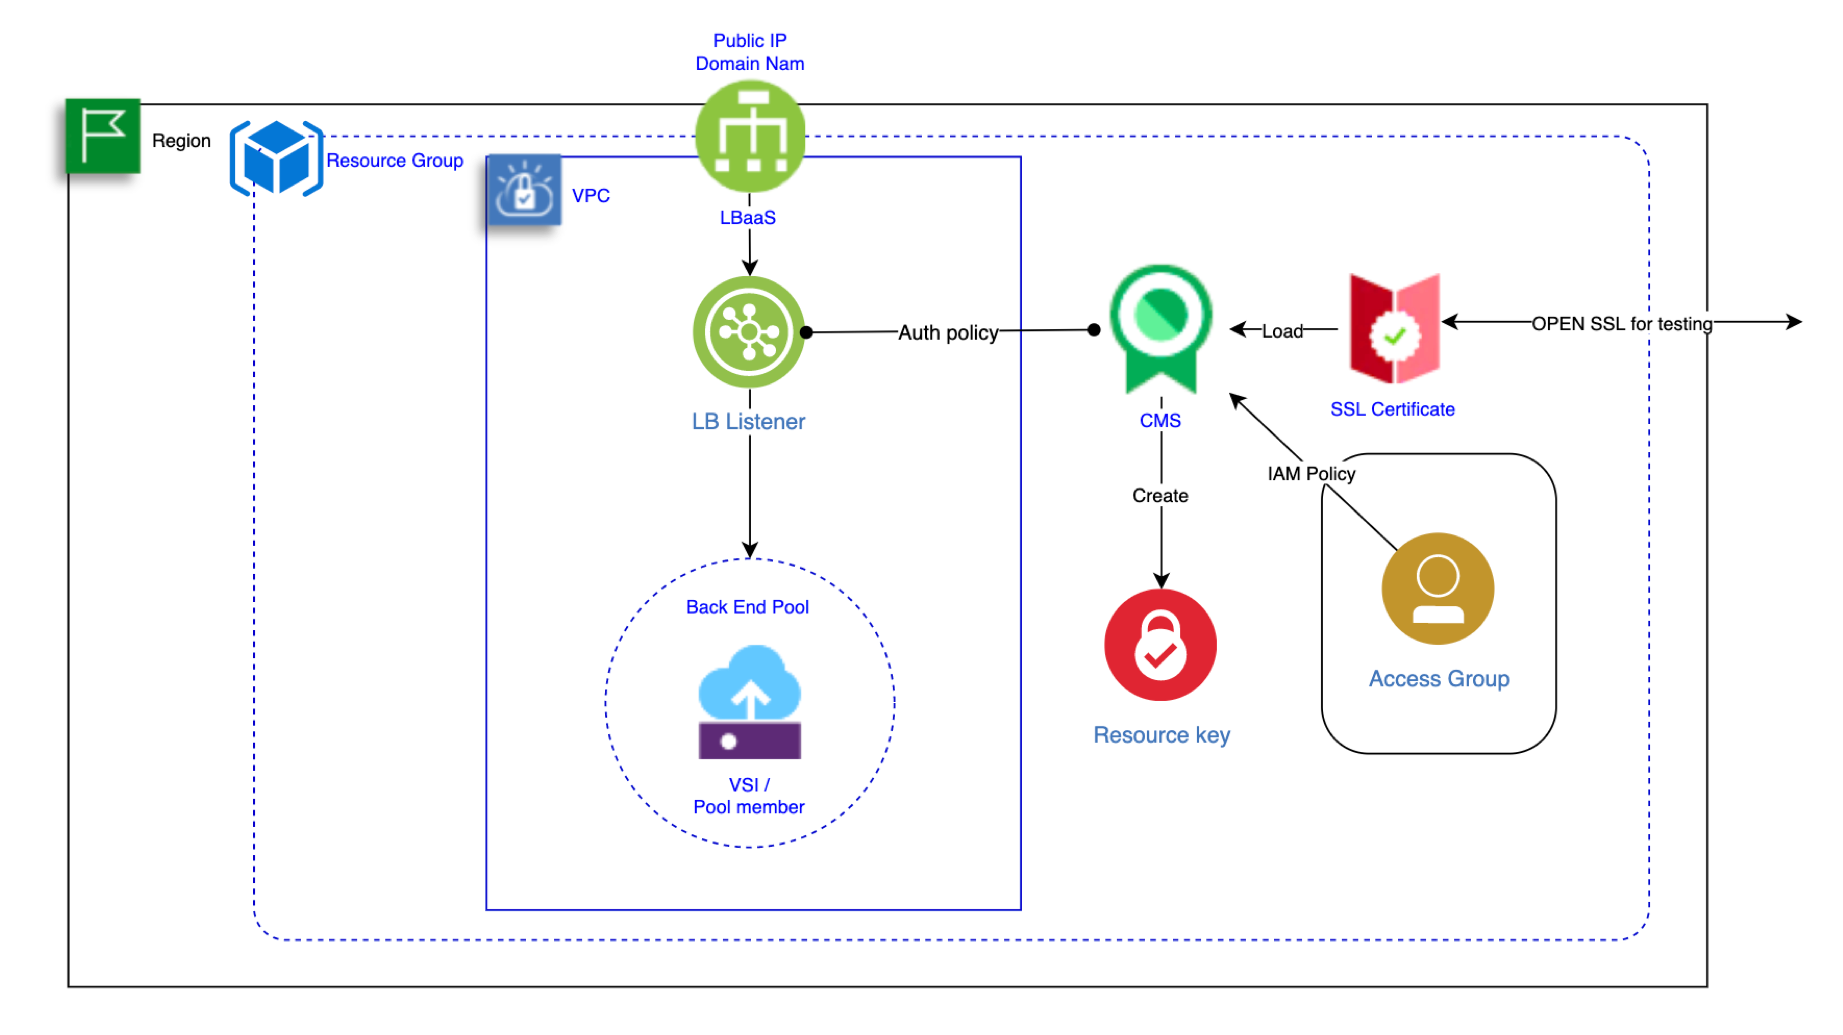 Public IP
Domain Nam
Region
Resource Group
VPC
LBaaS
Auth policy
Load
OPEN SSL for testing
LB Listener
CMS
SSL Certificate
IAM Policy
Create
Back End Pool
Access Group
Resource key
VSI /
Pool member